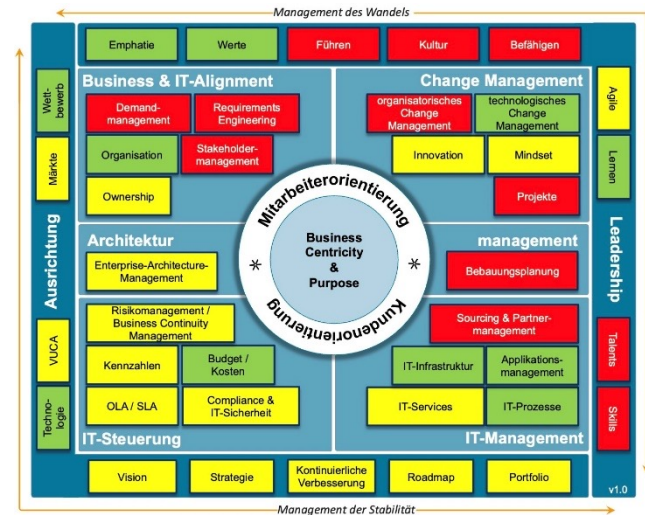 Management des Wandels
Emphatie
Werte
Führen
Kultur
Befähigen
Wett-
bewerb
Märkte
Ausrichtung
VUCA
Techno-
logie
Business & IT-Alignment
Demand-
management
Requirements
Engineering
Organisation
Stakeholder-
management
Ownership
Change Management
organisatorisches
Change
Management
technologisches
Change
Management
Innovation
Mindset
Projekte
Agile
Lernen
Leadership
Talents
Skills
Mitarbeiterorientierung
Business
Centricity
&
Purpose
Kundenorientierung
Architektur
Enterprise-Architecture-
Management
management
Bebauungsplanung
Risikomanagement /
Business Continuity
Management
Kennzahlen
Budget /
Kosten
OLA / SLA
Compliance &
IT-Sicherheit
IT-Steuerung
Sourcing & Partner-
management
IT-Infrastruktur
Applikations-
management
IT-Services
IT-Prozesse
IT-Management
Vision
Strategie
Kontinuierliche
Verbesserung
Roadmap
Portfolio
v1.0
Management der Stabilität